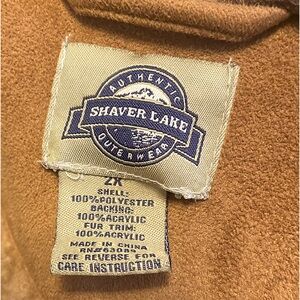 AUTHENTIC
SHAVER LAKE
OUTERWEAR
2X
SHELL:
100%POLYESTER
BACKING:
100%ACRYLIC
FUR TRIM:
100%ACRYLIC
MADE IN CHINA
SEE REVERSE FOR
CARE INSTRUCTION